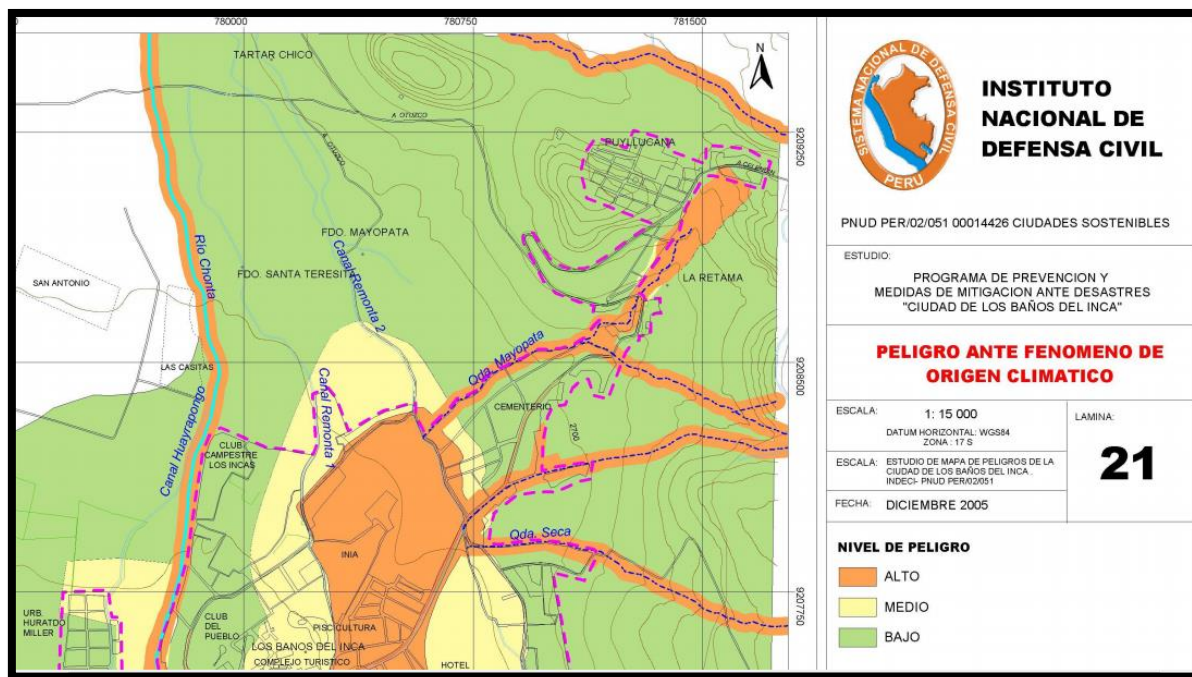 780000
780750
781500
N
TARTAR CHICO
A OTUZCO
A OTUZCO
PUYLLUCANA
A CELENDIN
9209250
FDO. MAYOPATA
Río Chonta
Canal Remonta 2
FDO. SANTA TERESITA
SAN ANTONIO
LA RETAMA
Qda. Mayopata
LAS CASITAS
9208500
Canal Huayrapongo
Canal Remonta 1
CEMENTERIO
2700
CLUB
CAMPESTRE
LOS INCAS
Qda. Seca
INIA
URB.
HURATDO
MILLER
CLUB
DEL
PUEBLO
PISCICULTURA
9207750
LOS BAÑOS DEL INCA
COMPLEJO TURISTICO
HOTEL
SISTEMA NACIONAL DE DEFENSA CIVIL
PERU
INSTITUTO
NACIONAL DE
DEFENSA CIVIL
PNUD PER/02/051 00014426 CIUDADES SOSTENIBLES
ESTUDIO:
PROGRAMA DE PREVENCION Y
MEDIDAS DE MITIGACION ANTE DESASTRES
"CIUDAD DE LOS BAÑOS DEL INCA"
PELIGRO ANTE FENOMENO DE
ORIGEN CLIMATICO
ESCALA: 1: 15 000
DATUM HORIZONTAL: WGS84
ZONA : 17 S
LAMINA:
21
ESCALA: ESTUDIO DE MAPA DE PELIGROS DE LA
CIUDAD DE LOS BAÑOS DEL INCA .
INDECI- PNUD PER/02/051
FECHA: DICIEMBRE 2005
NIVEL DE PELIGRO
ALTO
MEDIO
BAJO